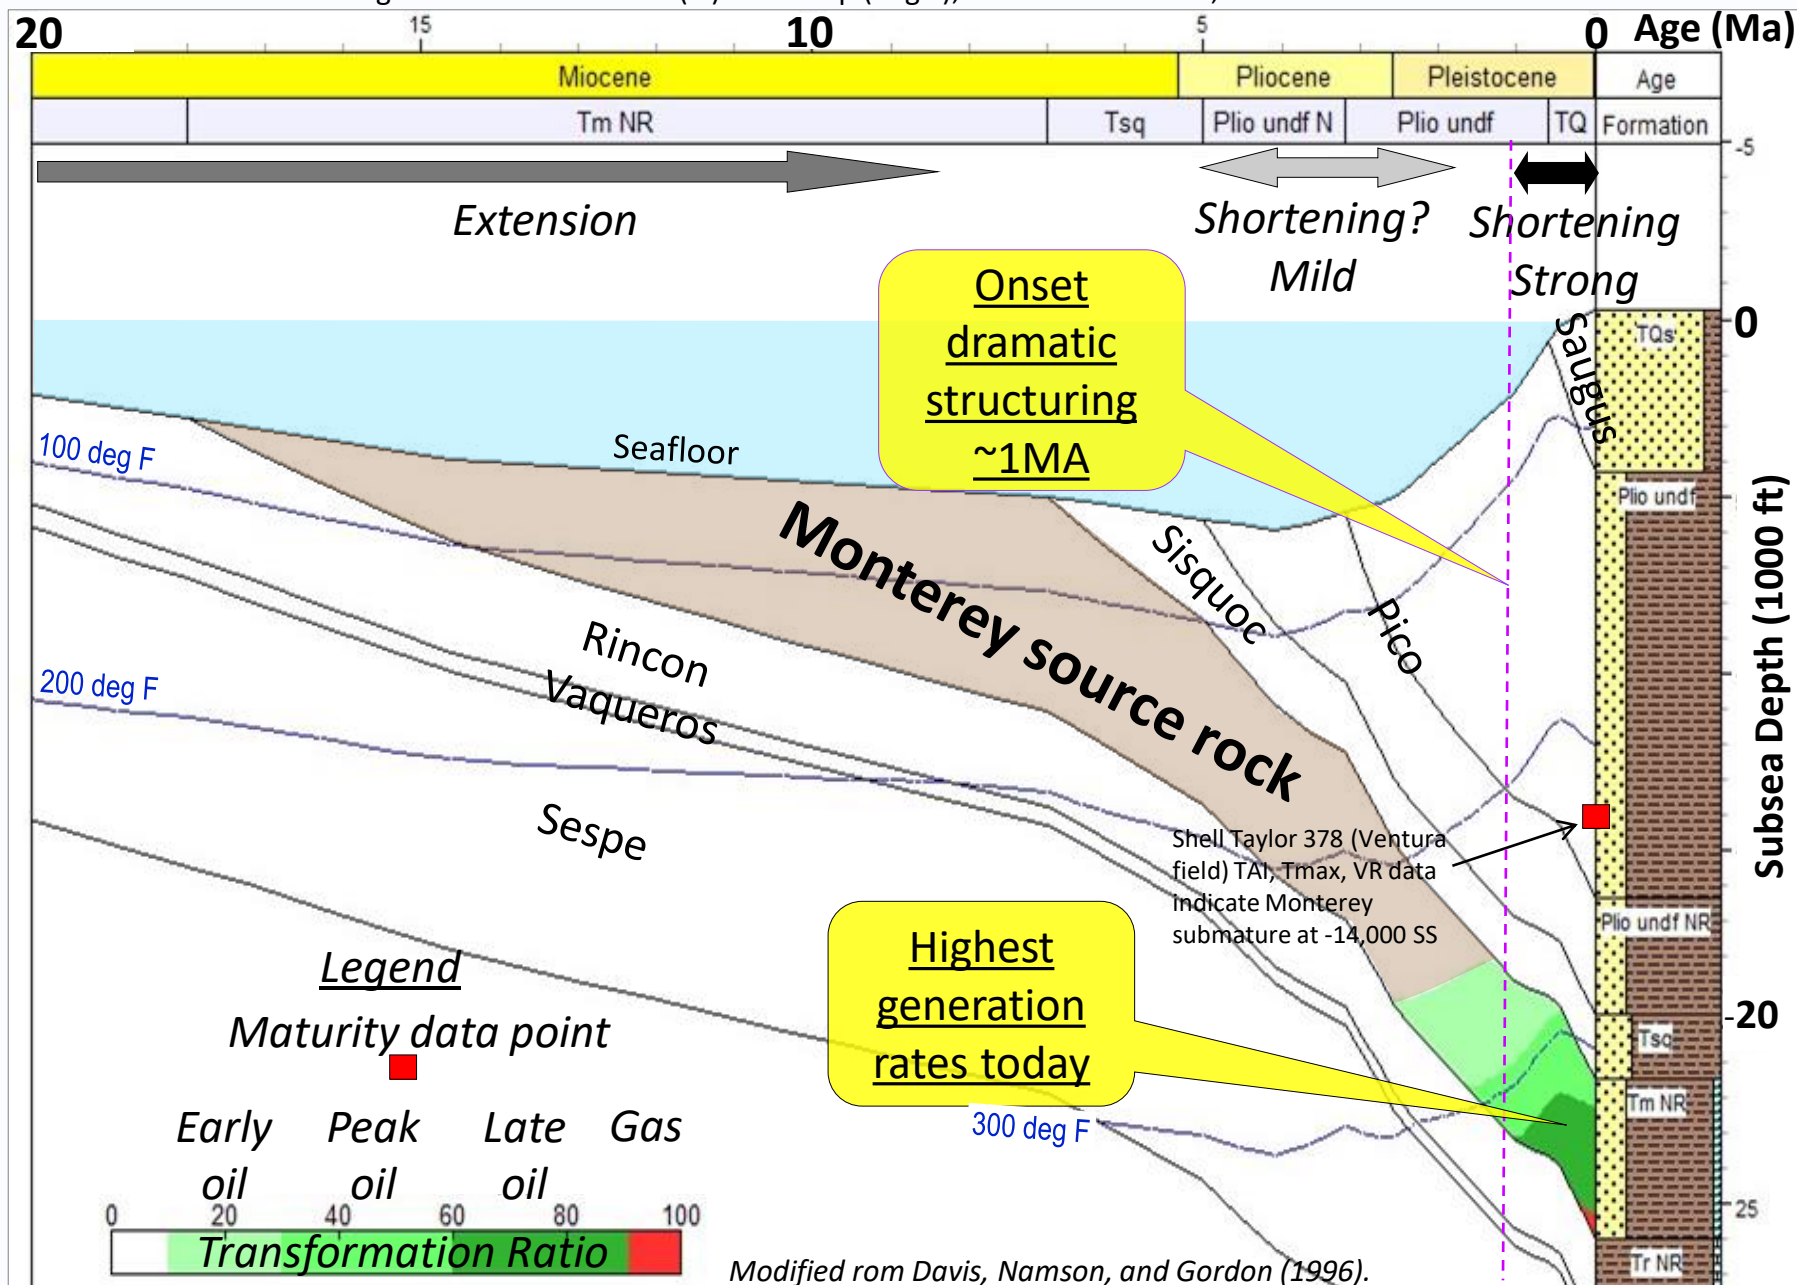 20 15 10 5 0 Age (Ma)
Miocene Pliocene Pleistocene Age
Tm NR Tsq Plio undf N Plio undf TQ Formation
-5
Extension
Shortening?
Mild
Shortening
Strong
Onset
dramatic
structuring
~1MA
0
Saugus
TQs
Seafloor
100 deg F
Plio undf
Monterey source rock
Sisquoc
Pico
Rincon
Vaqueros
200 deg F
Sespe
Subsea Depth (1000 ft)
Shell Taylor 378 (Ventura
field) TAI, Tmax, VR data
indicate Monterey
submature at -14,000 SS
Plio undf NR
Highest
generation
rates today
-20
Tsq
Tm NR
300 deg F
25
Tr NR
Legend
Maturity data point
Early
oil
Peak
oil
Late
oil
Gas
0 20 40 60 80 100
Transformation Ratio
Modified rom Davis, Namson, and Gordon (1996).